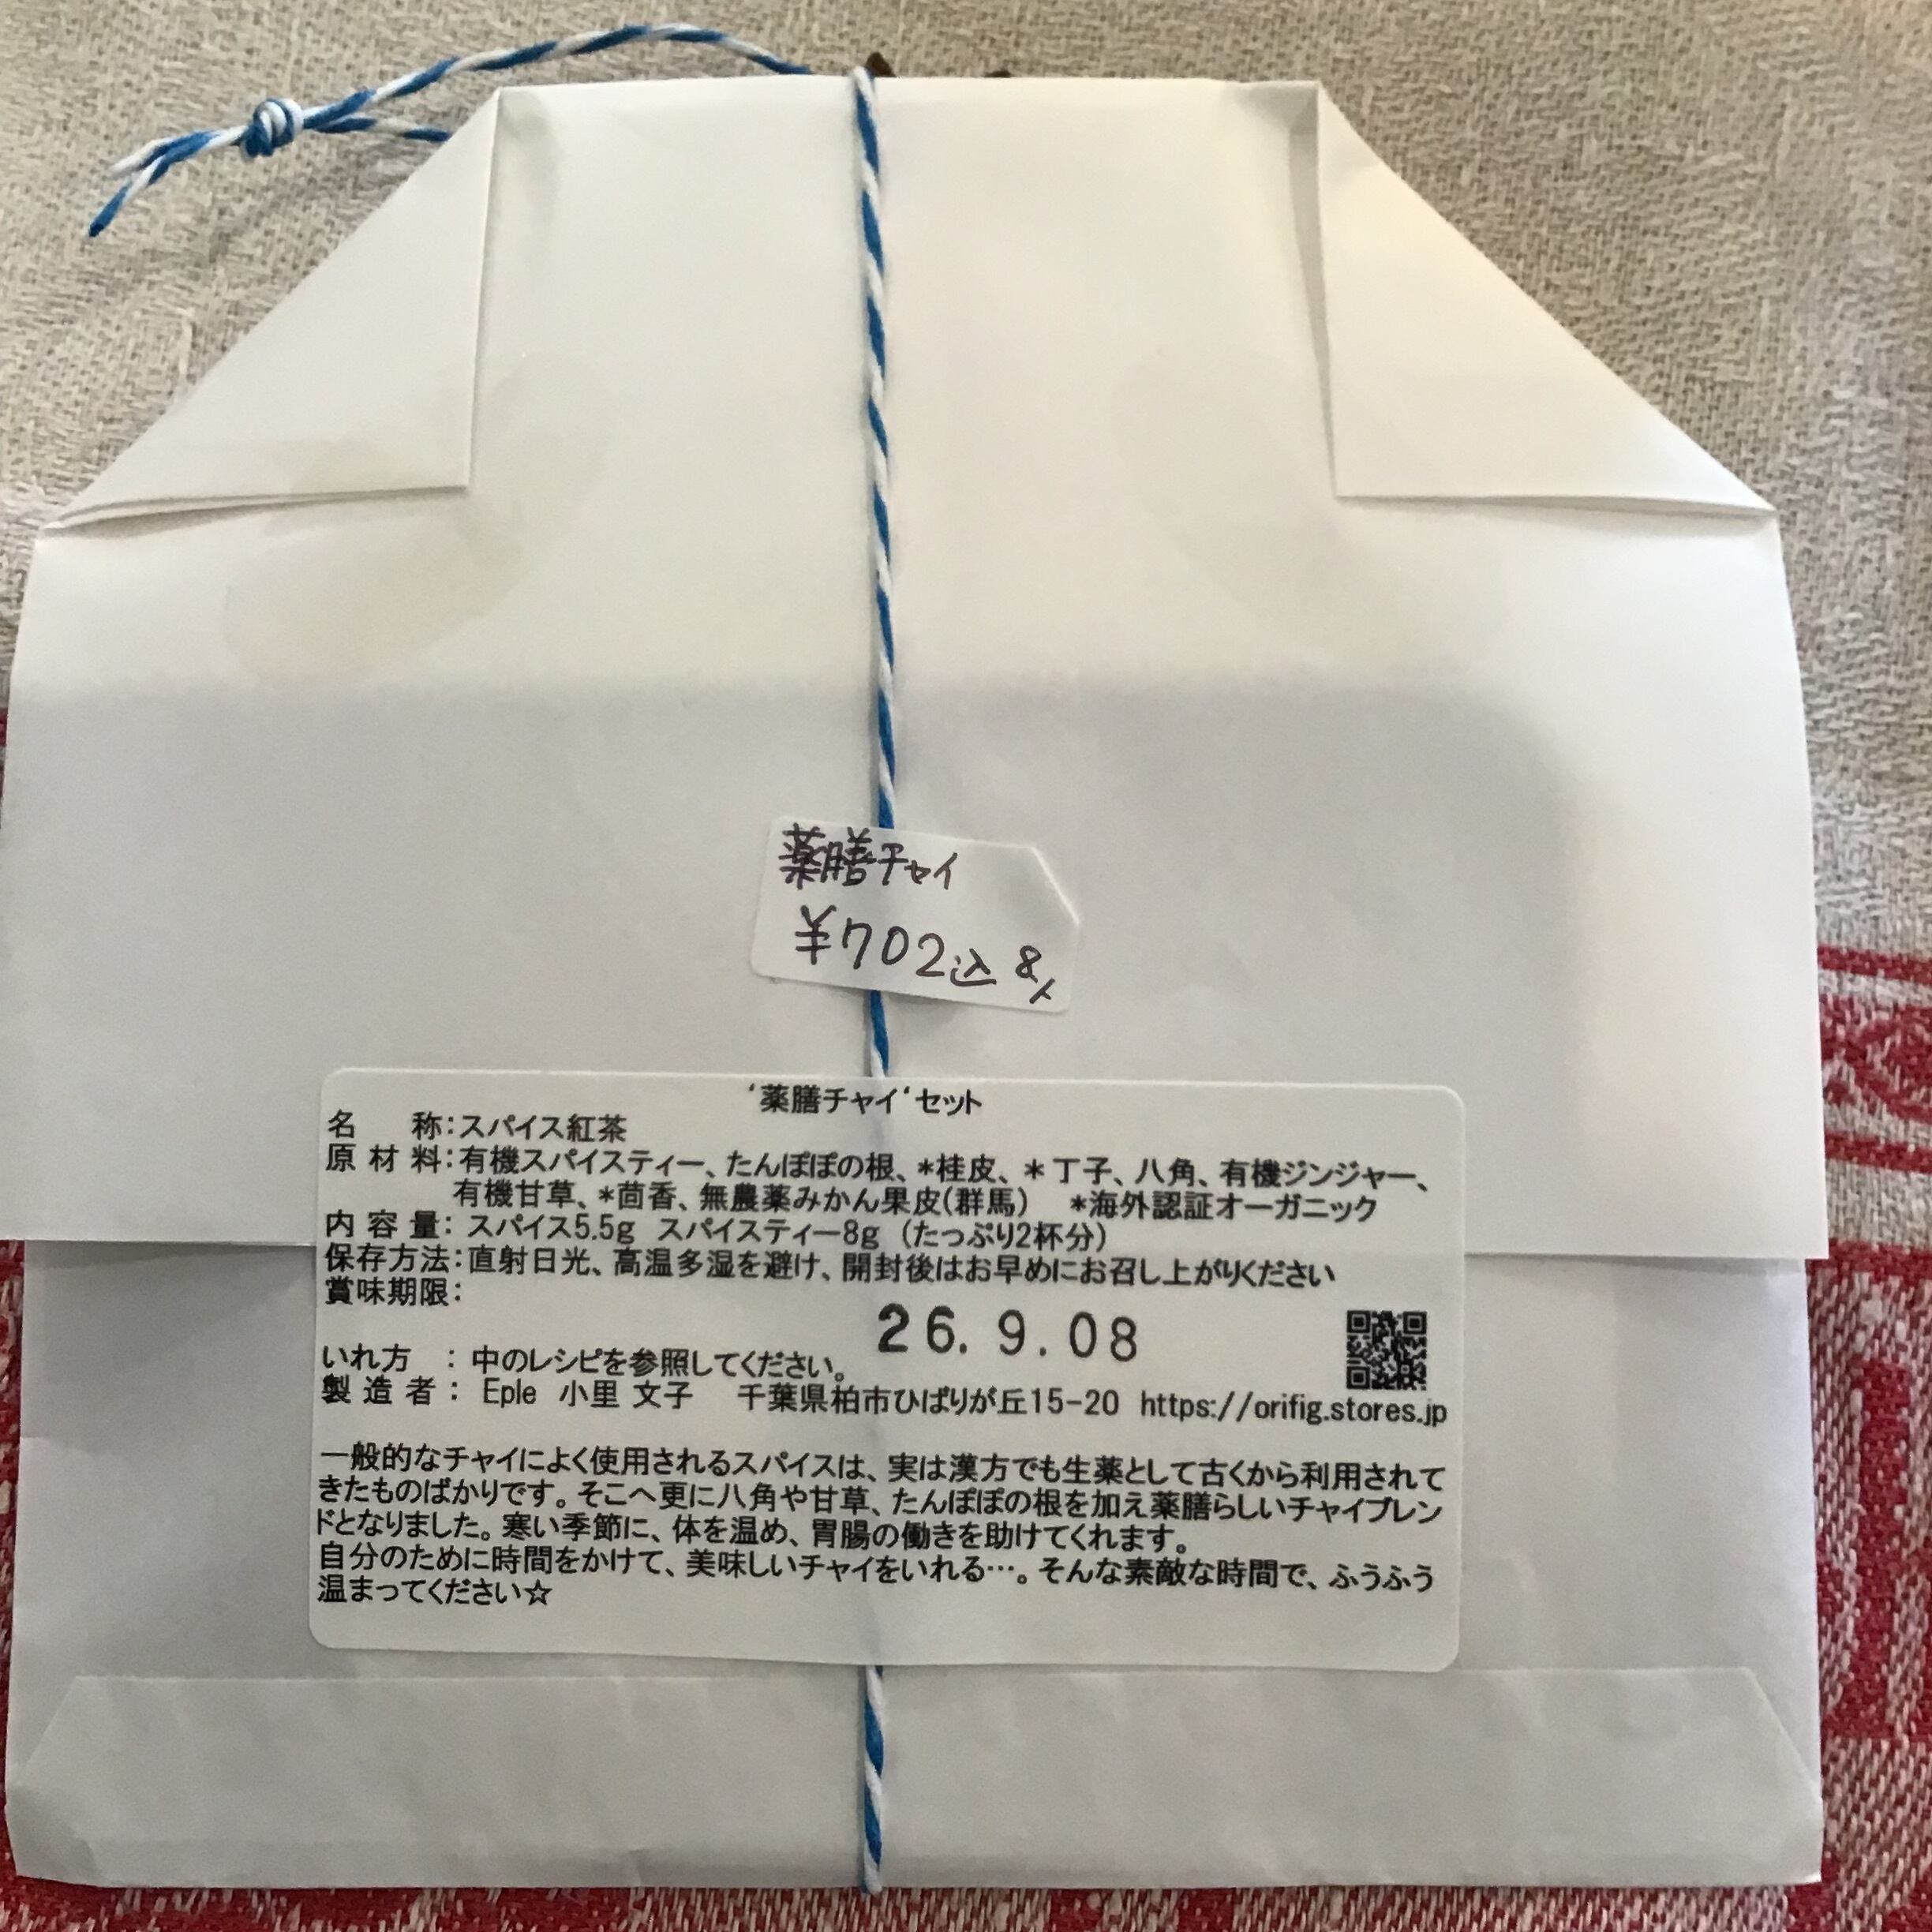 薬膳チャイ
¥702込 8/
‘薬膳チャイ‘セット
名 称：スパイス紅茶
原 材 料：有機スパイスティー、たんぽぽの根、*桂皮、＊丁子、八角、有機ジンジャー、
有機甘草、*茴香、無農薬みかん果皮(群馬) *海外認証オーガニック
内 容 量： スパイス5.5g スパイスティー8g （たっぷり2杯分）
保存方法：直射日光、高温多湿を避け、開封後はお早めにお召し上がりください
賞味期限：
26. 9. 08
いれ方 ： 中のレシピを参照してください。
製 造 者 ： Eple 小里 文子 千葉県柏市ひばりが丘15-20 https://orifig.stores.jp
一般的なチャイによく使用されるスパイスは、実は漢方でも生薬として古くから利用されて
きたものばかりです。そこへ更に八角や甘草、たんぽぽの根を加え薬膳らしいチャイブレン
ドとなりました。寒い季節に、体を温め、胃腸の働きを助けてくれます。
自分のために時間をかけて、美味しいチャイをいれる…。そんな素敵な時間で、ふうふう
温まってください☆